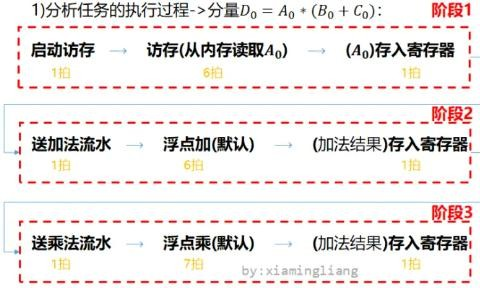 1)分析任务的执行过程->分量D₀ = A₀ * (B₀ + C₀)：
阶段1
启动访存 → 访存(从内存读取A₀) → (A₀)存入寄存器
1拍 6拍 1拍
阶段2
送加法流水 → 浮点加(默认) → (加法结果)存入寄存器
1拍 6拍 1拍
阶段3
送乘法流水 → 浮点乘(默认) → (加法结果)存入寄存器
1拍 7拍 1拍
by:xiamingliang